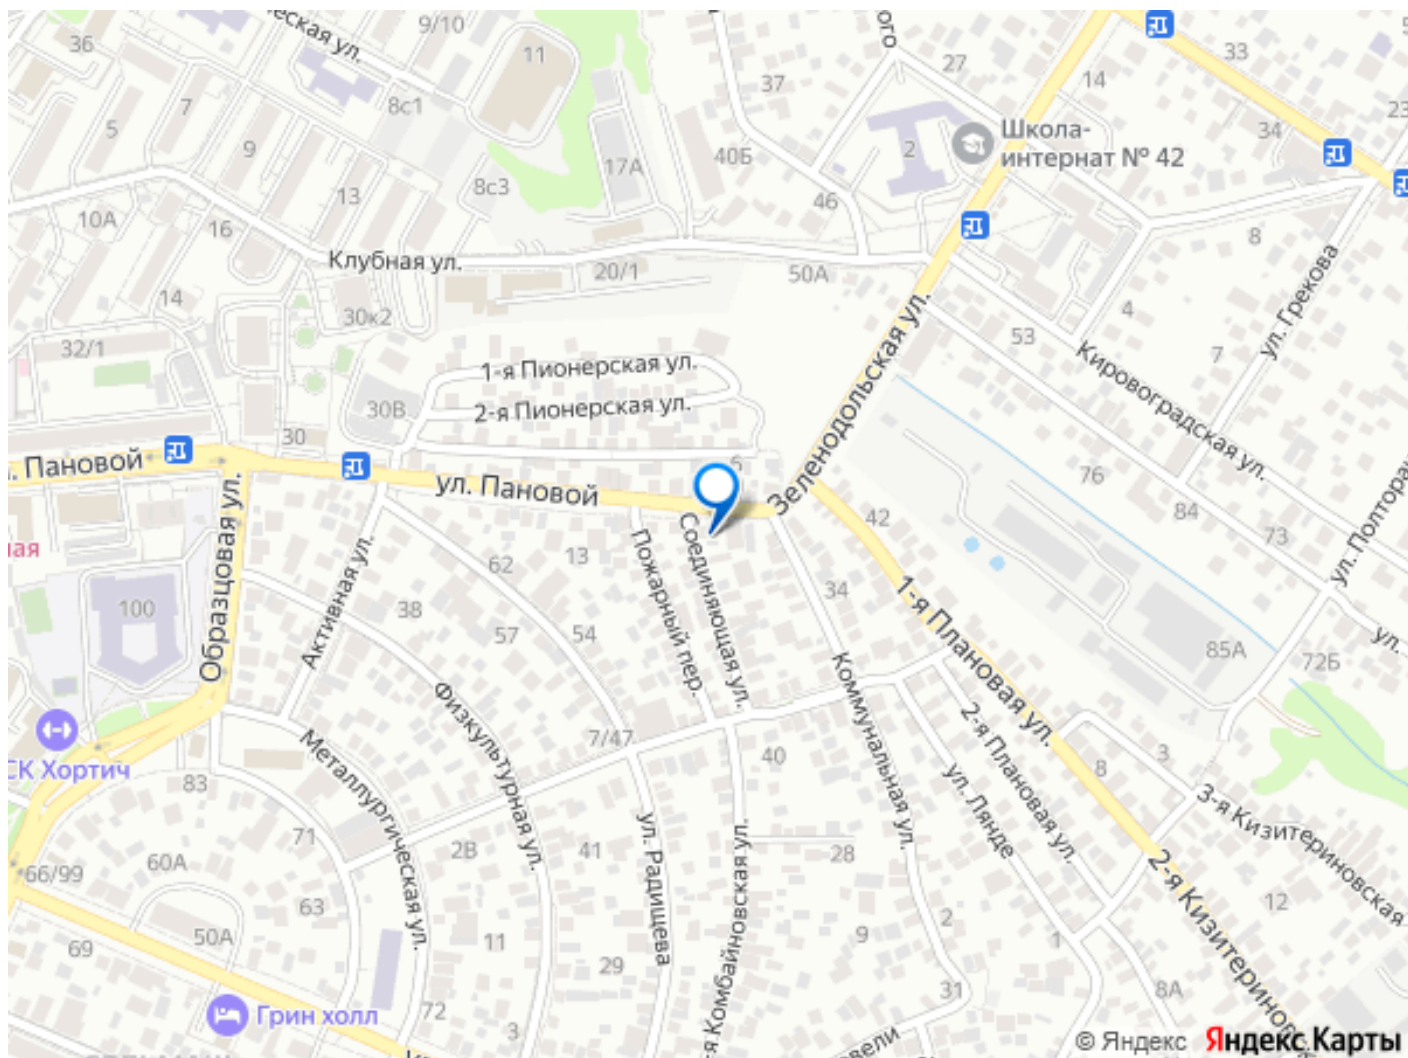 9/10
36
11
33
27
37
14
8с1
7
5
9
34
Школа-
интернат № 42
2
40Б
17А
13
8с3
46
10А
16
8
Клубная ул.
20/1
50А
ул. Грекова
14
30к2
4
Зеленодольская ул.
53
32/1
7
1-я Пионерская ул.
2-я Пионерская ул.
Кировоградская ул.
30В
30
Пановой
ул. Пановой
6
76
84
42
73
Образцовая ул.
Активная ул.
62
13
Пожарный пер.
Соединяющая ул.
34
1-я Плановая ул.
100
38
57
54
85А
72Б
ул.
Физкультурная ул.
Коммунальная ул.
2-я Плановая ул.
СК Хортич
Металлургическая ул.
7/47
40
3
8
83
ул. Лянде
3-я Кизитериновская
71
2В
41
ул. Радищева
28
66/99
60А
2-я Кизитериновс
63
12
50А
2
69
11
9
1
29
31
8А
72
3
Грин холл
-я Комбайновская ул.
© Яндекс Яндекс Карты